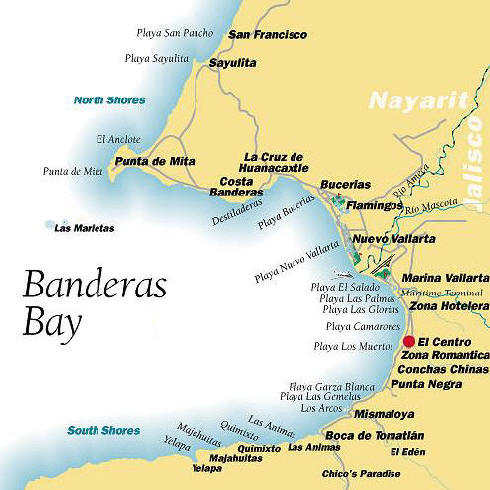 Playa San Paucho
San Francisco
Playa Sayulita
Sayulita
North Shores
Nayarit
Jalisco
El Anclote
Punta de Mita
Punta de Mita
La Cruz de
Huanacaxtle
Costa
Banderas
Destiladeras
Bucerias
Playa Bucerias
Flamingos
Rio Ameca
Rio Mascota
Las Marietas
Nuevo Vallarta
Playa Nuevo Vallarta
Banderas
Bay
Marina Vallarta
Maritime Terminal
Playa El Salado
Playa Las Palmas
Playa Las Glorias
Zona Hotelera
Playa Camarores
Playa Los Muertos
El Centro
Zona Romantica
Conchas Chinas
Punta Negra
Playa Garza Blanca
Playa Las Gemelas
Los Arcos
Mismaloya
South Shores
Las Animas
Quimixto
Majehuitas
Yelapa
Boca de Tonatlán
El Edén
Las Animas
Quimixto
Majahuitas
Yelapa
Chico's Paradise